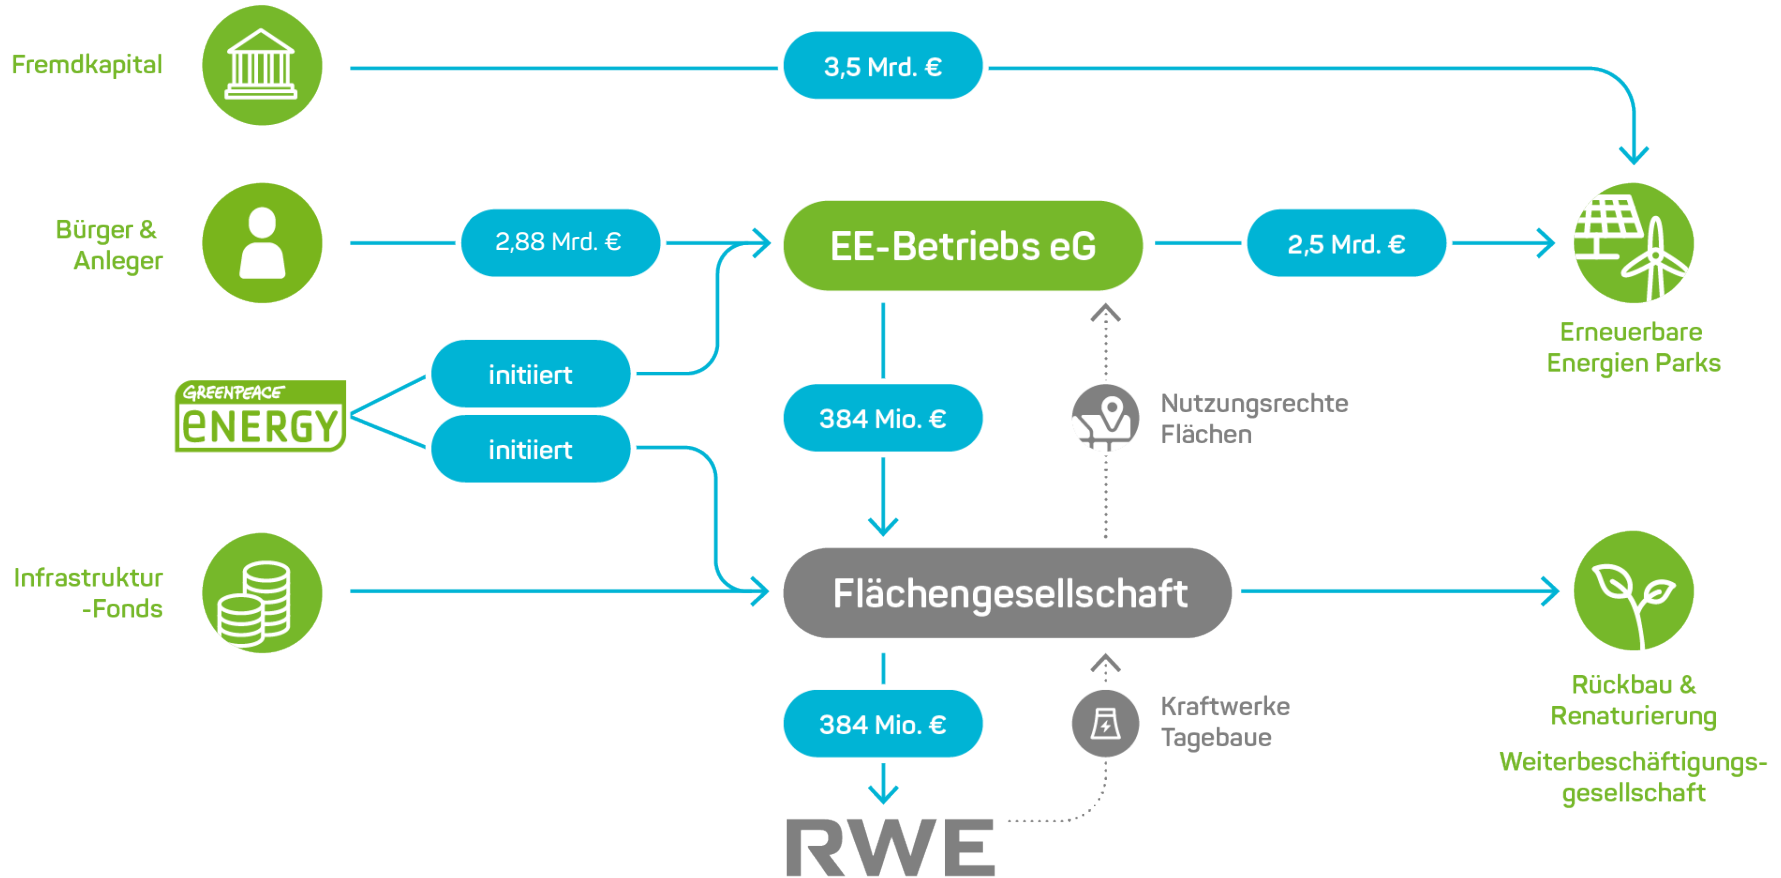 Fremdkapital
3,5 Mrd. €
Bürger &
Anleger
2,88 Mrd. €
EE-Betriebs eG
2,5 Mrd. €
Erneuerbare
Energien Parks
initiiert
GREENPEACE
eNERGY
initiiert
384 Mio. €
Nutzungsrechte
Flächen
Infrastruktur
-Fonds
Flächengesellschaft
Rückbau &
Renaturierung
Weiterbeschäftigungs-
gesellschaft
384 Mio. €
Kraftwerke
Tagebaue
RWE